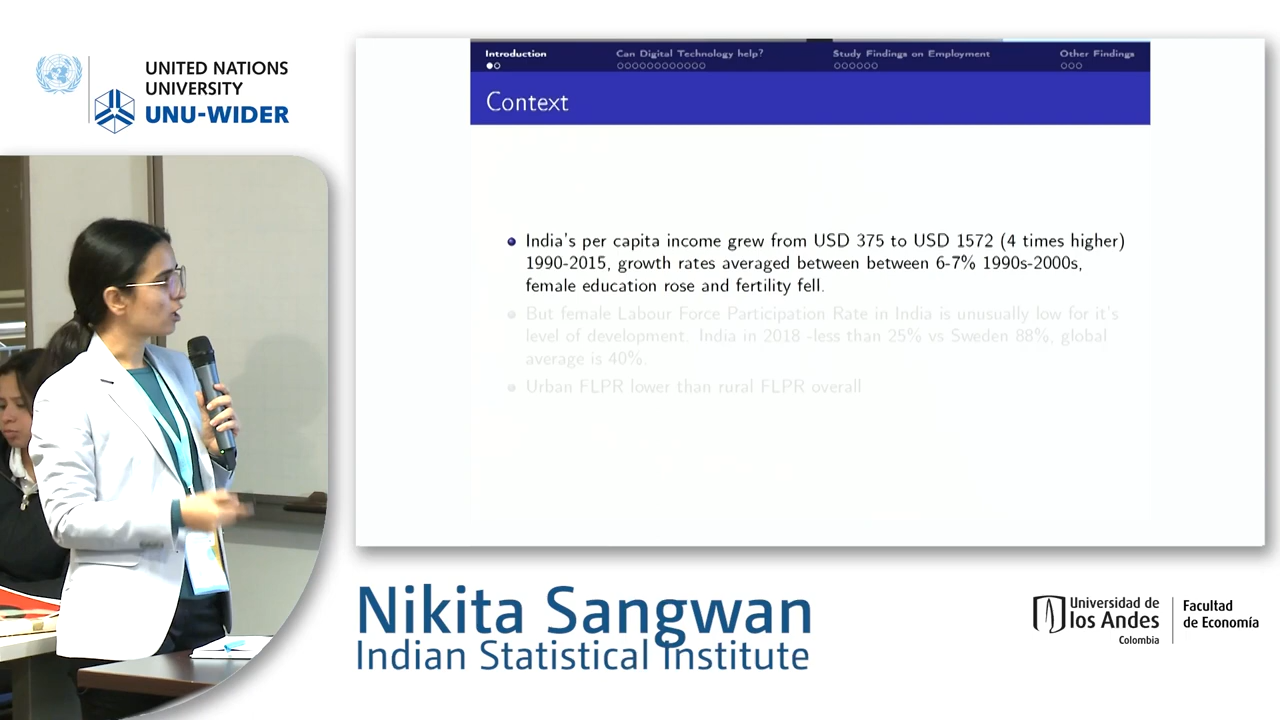 UNITED NATIONS
UNIVERSITY
UNU-WIDER
Introduction
Can Digital Technology help?
Study Findings on Employment
Other Findings
Context
India's per capita income grew from USD 375 to USD 1572 (4 times higher)
1990-2015, growth rates averaged between between 6-7% 1990s-2000s,
female education rose and fertility fell.
But female Labour Force Participation Rate in India is unusually low for it's
level of development. India in 2018 -less than 25% vs Sweden 88%, global
average is 40%.
Urban FLPR lower than rural FLPR overall
Nikita Sangwan
Indian Statistical Institute
Universidad de
los Andes
Colombia
Facultad
de Economía